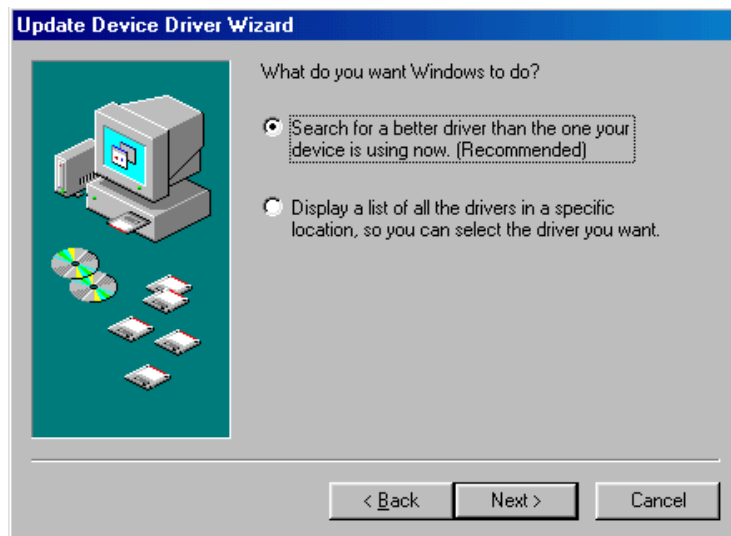 Update Device Driver Wizard
What do you want Windows to do?
Search for a better driver than the one your
device is using now. (Recommended)
Display a list of all the drivers in a specific
location, so you can select the driver you want.
< Back
Next >
Cancel